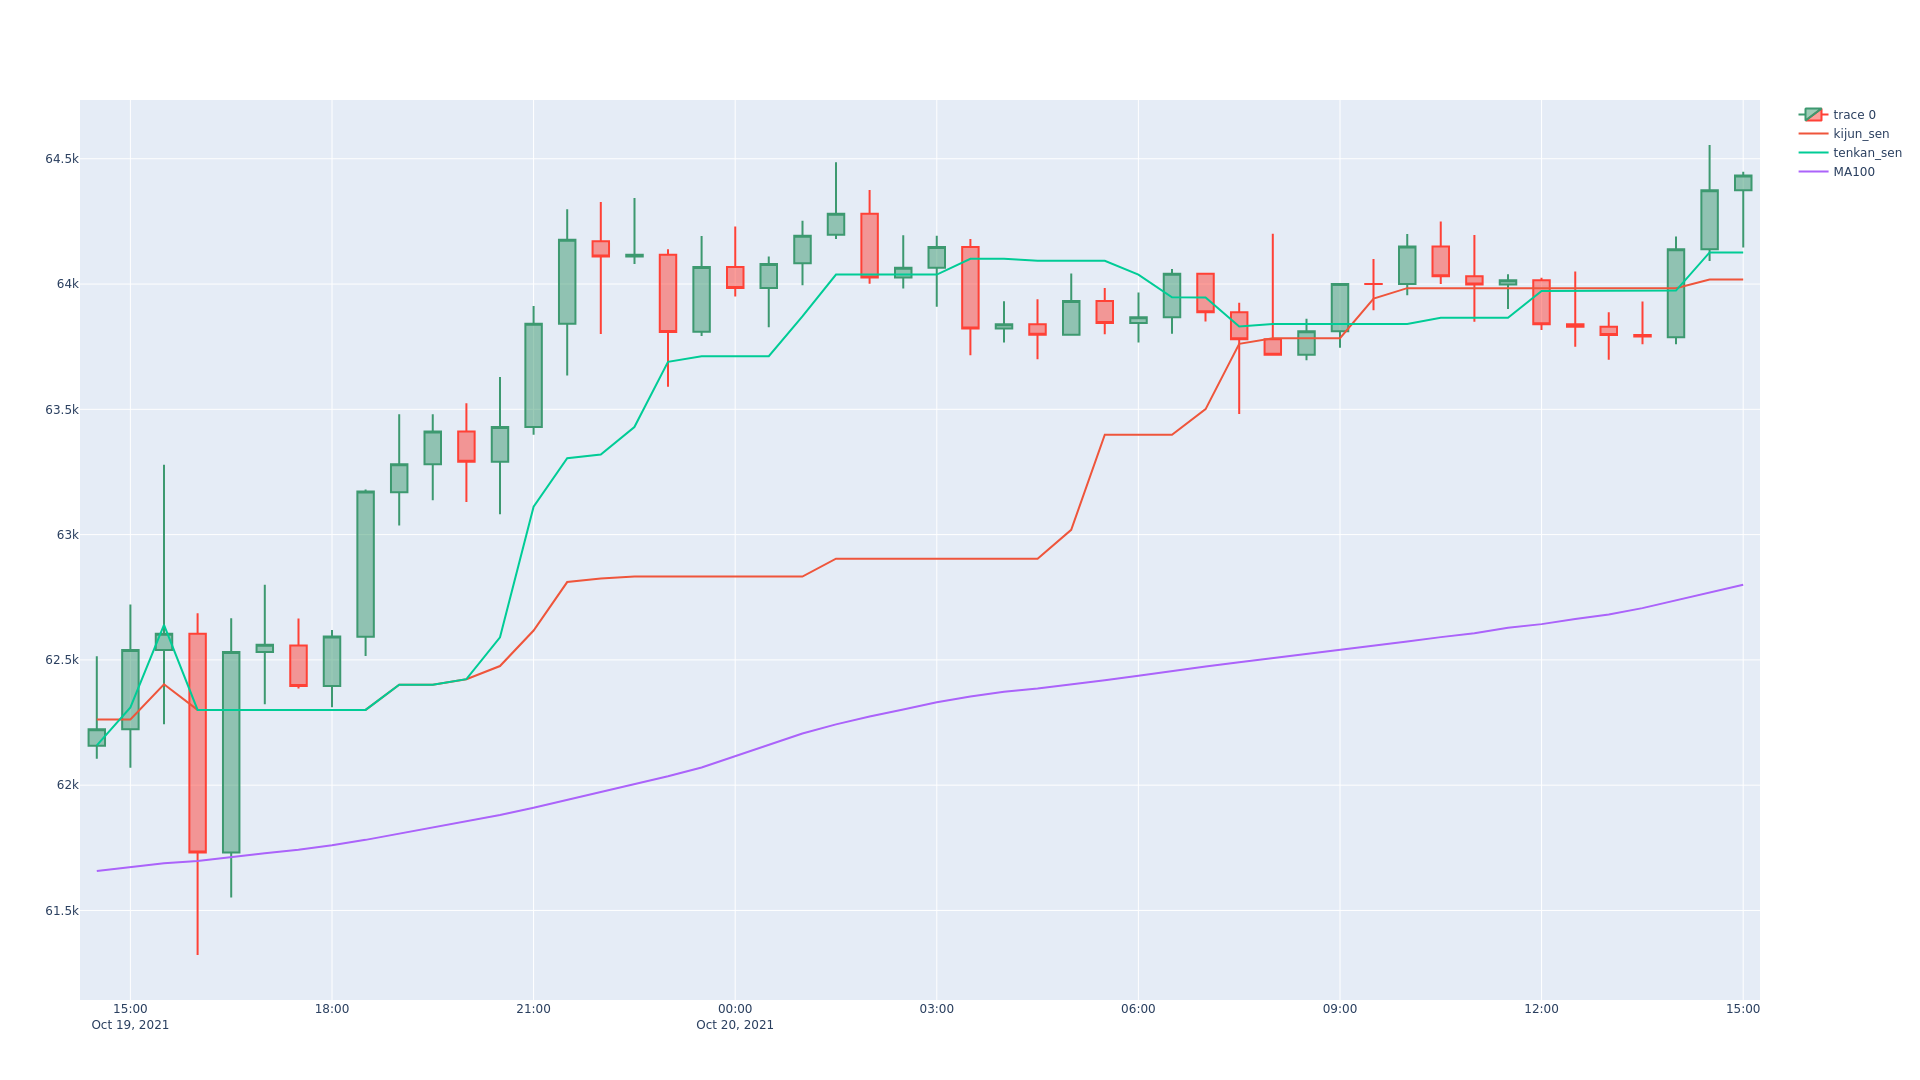 trace 0
kijun_sen
tenkan_sen
MA100
64.5k
64k
63.5k
63k
62.5k
62k
61.5k
15:00 18:00 21:00 00:00 03:00 06:00 09:00 12:00 15:00
Oct 19, 2021 Oct 20, 2021